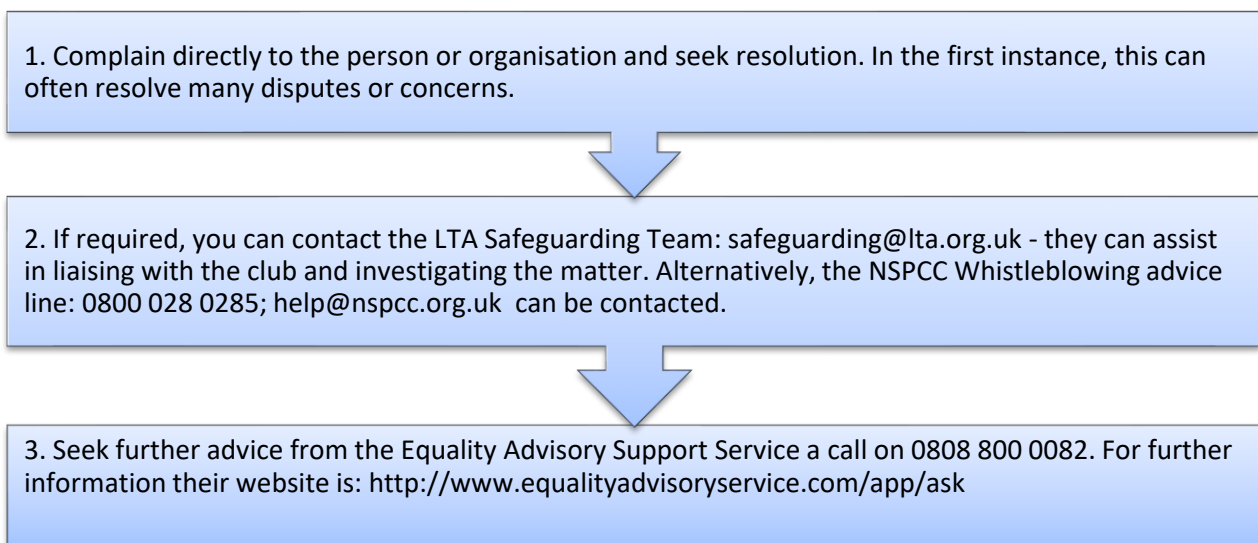 1. Complain directly to the person or organisation and seek resolution. In the first instance, this can
often resolve many disputes or concerns.
2. If required, you can contact the LTA Safeguarding Team: safeguarding@lta.org.uk - they can assist
in liaising with the club and investigating the matter. Alternatively, the NSPCC Whistleblowing advice
line: 0800 028 0285; help@nspcc.org.uk  can be contacted.
3. Seek further advice from the Equality Advisory Support Service a call on 0808 800 0082. For further
information their website is: http://www.equalityadvisoryservice.com/app/ask